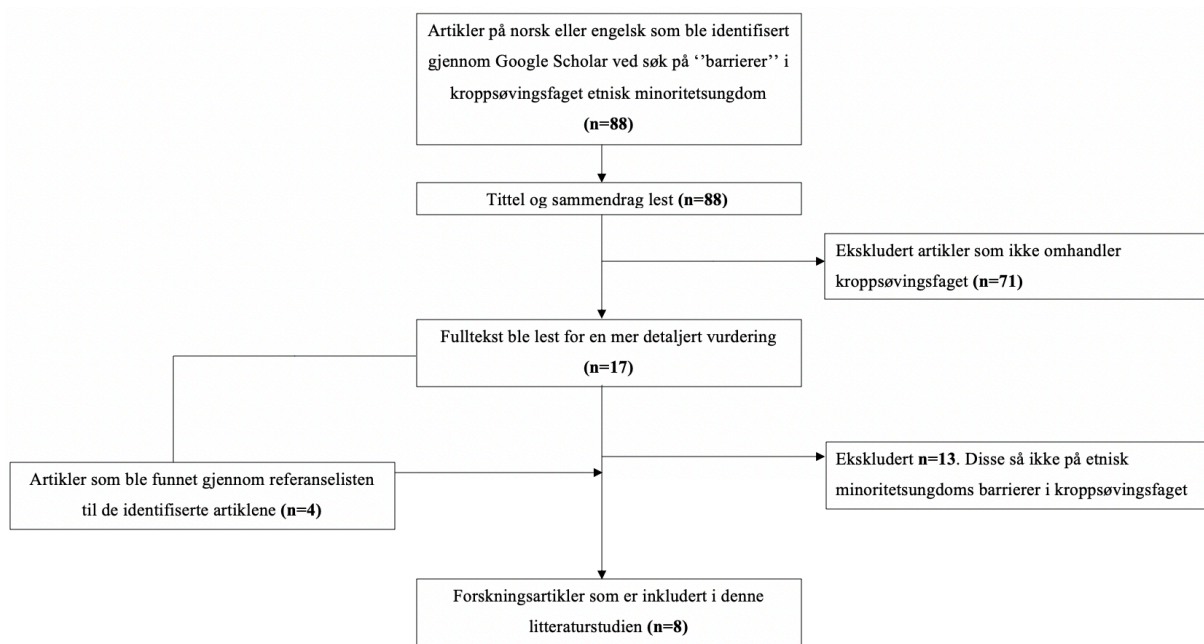 Artikler på norsk eller engelsk som ble identifisert
gjennom Google Scholar ved søk på ‘’barrierer’’ i
kroppsøvingsfaget etnisk minoritetsungdom
(n=88)
Tittel og sammendrag lest (n=88)
Ekskludert artikler som ikke omhandler
kroppsøvingsfaget (n=71)
Fulltekst ble lest for en mer detaljert vurdering
(n=17)
Artikler som ble funnet gjennom referanselisten
til de identifiserte artiklene (n=4)
Ekskludert n=13. Disse så ikke på etnisk
minoritetsungdoms barrierer i kroppsøvingsfaget
Forskningsartikler som er inkludert i denne
litteraturstudien (n=8)